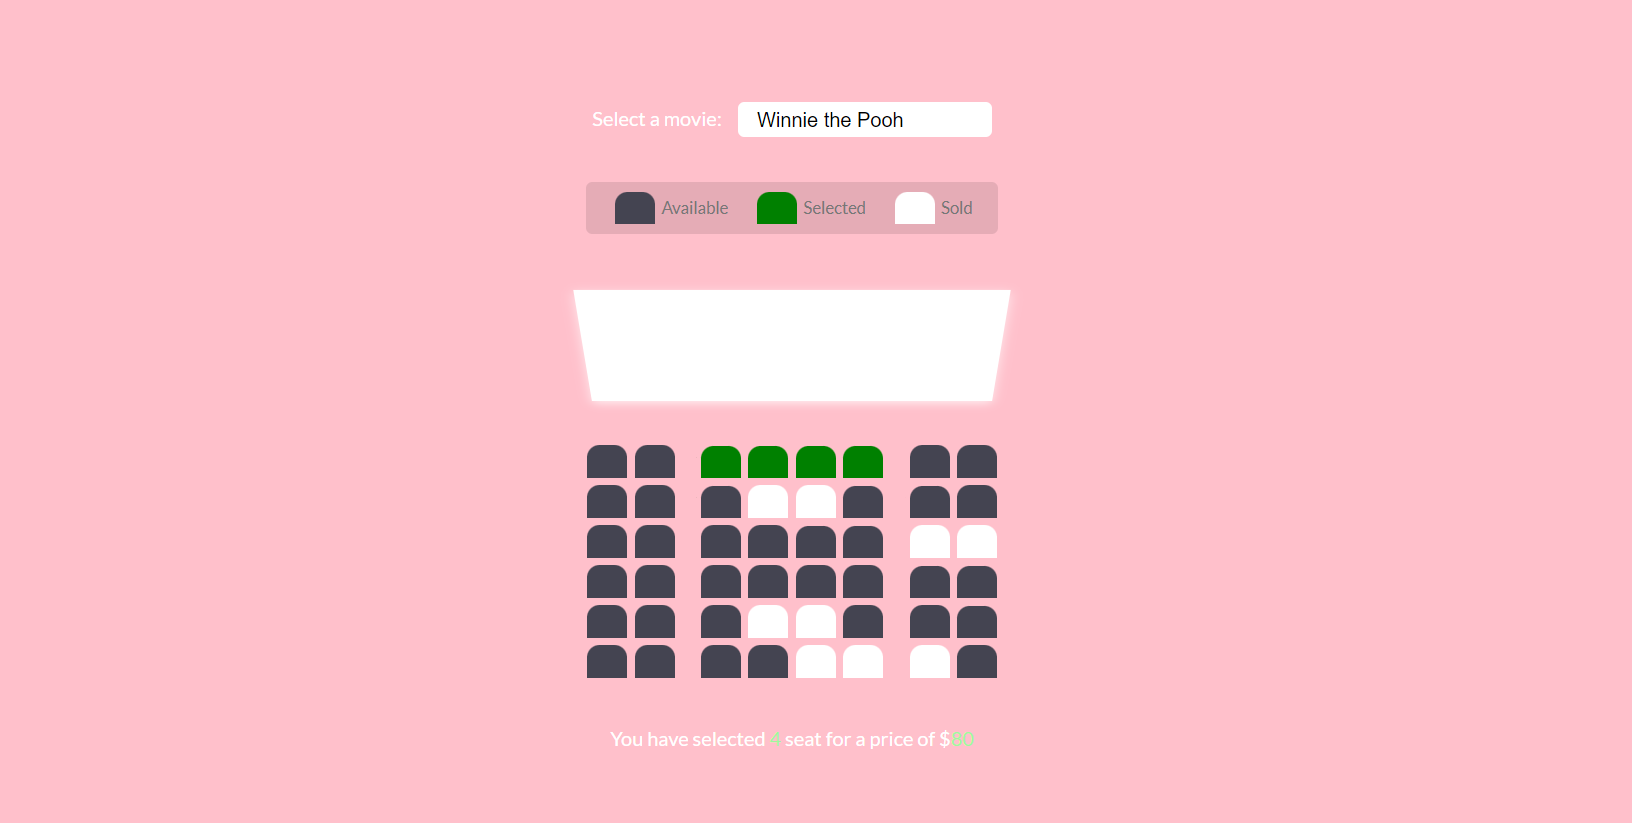 Select a movie: Winnie the Pooh
Available Selected Sold
You have selected 4 seat for a price of $80